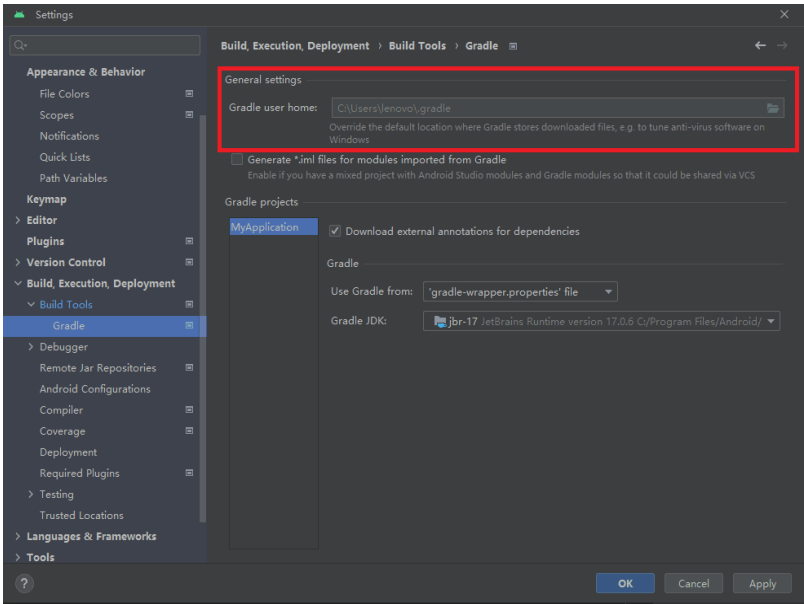 Settings
Build, Execution, Deployment › Build Tools › Gradle
Appearance & Behavior
File Colors
Scopes
Notifications
Quick Lists
Path Variables
Keymap
Editor
Plugins
Version Control
Build, Execution, Deployment
Build Tools
Gradle
Debugger
Remote Jar Repositories
Android Configurations
Compiler
Coverage
Deployment
Required Plugins
Testing
Trusted Locations
Languages & Frameworks
Tools
General settings
Gradle user home: C:\Users\lenovo\.gradle
Override the default location where Gradle stores downloaded files, e.g. to tune anti-virus software on
Windows
Generate *.iml files for modules imported from Gradle
Enable if you have a mixed project with Android Studio modules and Gradle modules so that it could be shared via VCS
Gradle projects
MyApplication
Download external annotations for dependencies
Gradle
Use Gradle from: 'gradle-wrapper.properties' file
Gradle JDK: jbr-17 JetBrains Runtime version 17.0.6 C:/Program Files/Android/
?
OK
Cancel
Apply